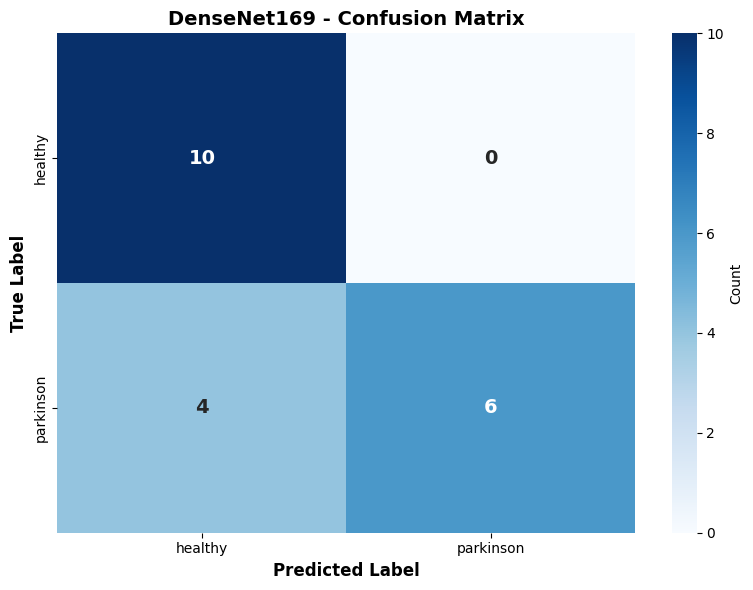 DenseNet169 - Confusion Matrix
True Label
healthy
parkinson
10
0
4
6
healthy
parkinson
Predicted Label
10
8
6
4
2
0
Count